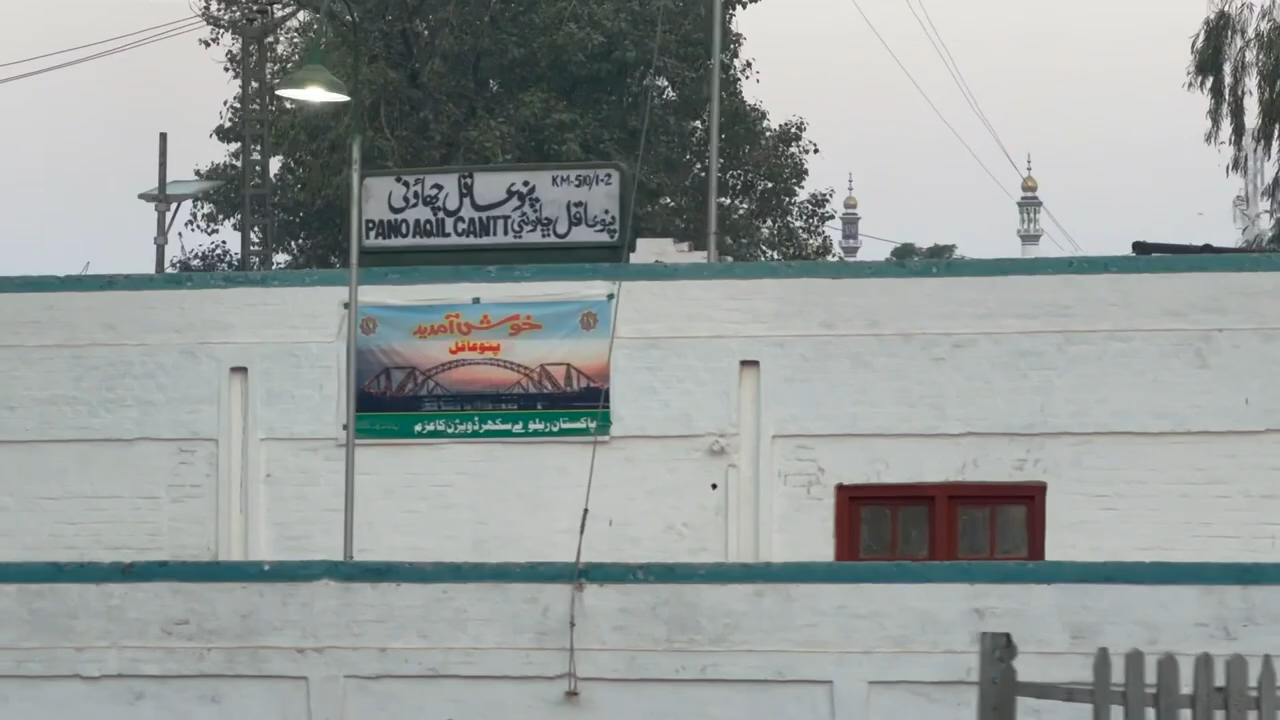 پنوعاقل چھاؤنی KM-510/1-2
PANO AQIL CANTT پنوعاقل ڇانوڻي
خوش آمدید
پنوعاقل
پاکستان ریلوے سکھر ڈویژن کا عزم